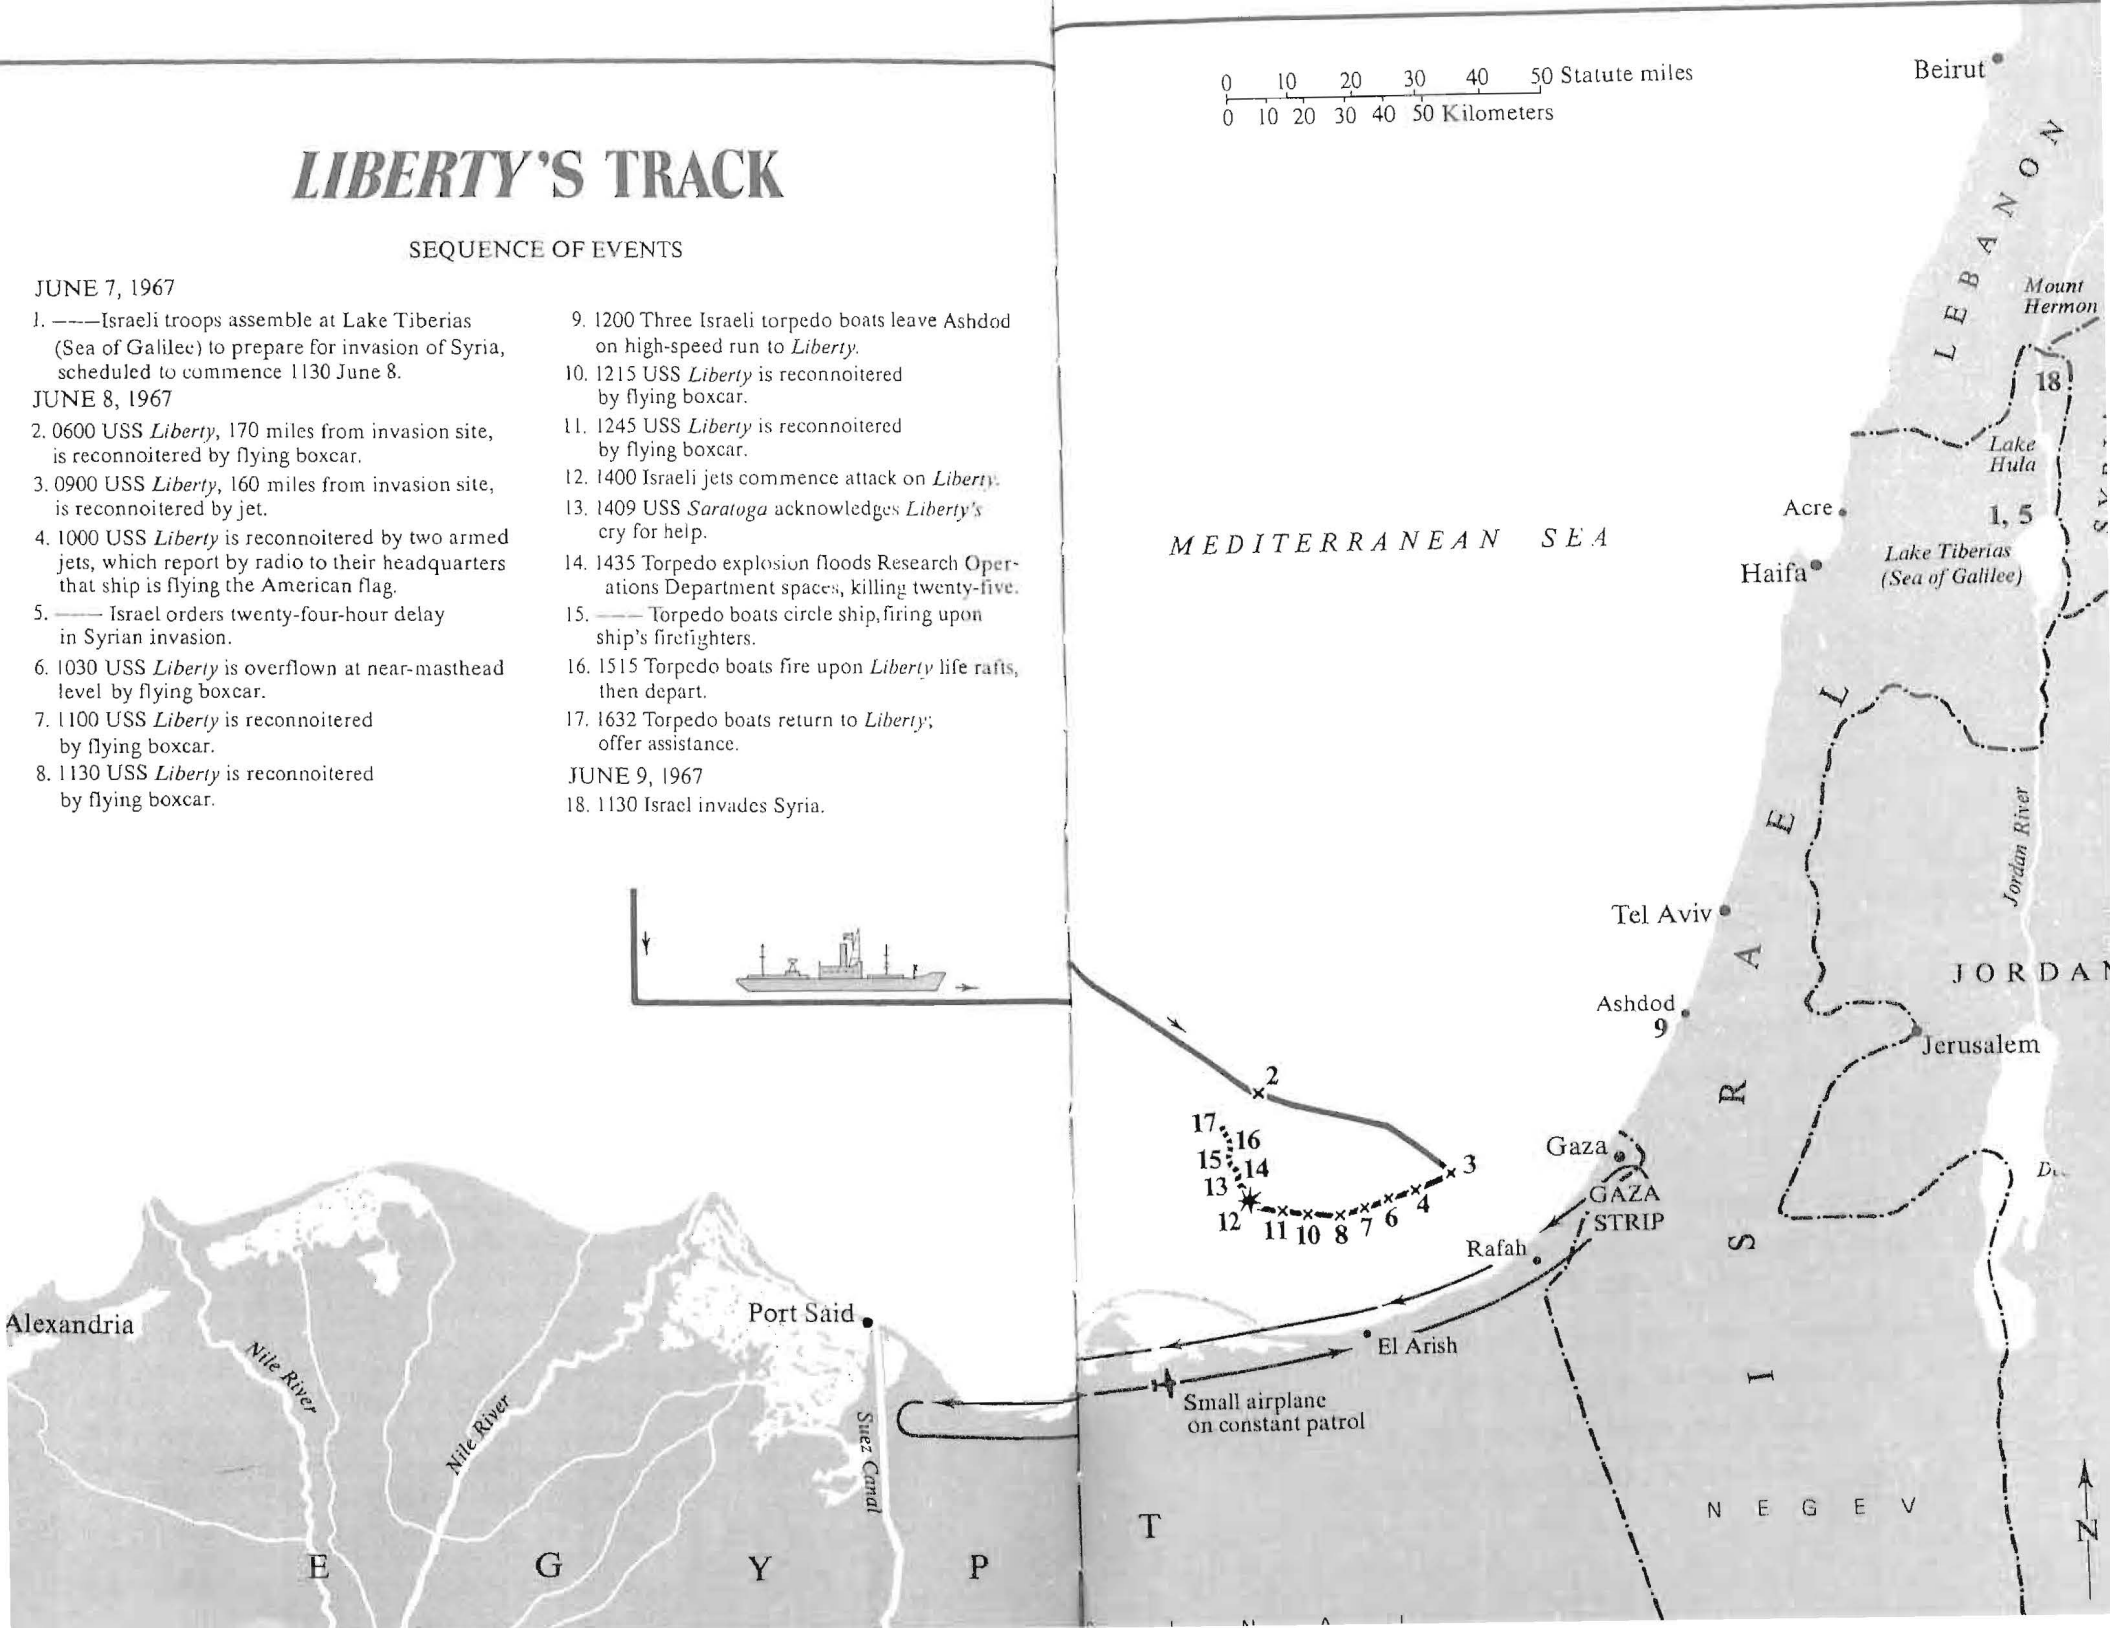 LIBERTY'S TRACK
SEQUENCE OF EVENTS
JUNE 7, 1967
1. ----Israeli troops assemble at Lake Tiberias
(Sea of Galilee) to prepare for invasion of Syria,
scheduled to commence 1130 June 8.
JUNE 8, 1967
2. 0600 USS Liberty, 170 miles from invasion site,
is reconnoitered by flying boxcar.
3. 0900 USS Liberty, 160 miles from invasion site,
is reconnoitered by jet.
4. 1000 USS Liberty is reconnoitered by two armed
jets, which report by radio to their headquarters
that ship is flying the American flag.
5. ---- Israel orders twenty-four-hour delay
in Syrian invasion.
6. 1030 USS Liberty is overflown at near-masthead
level by flying boxcar.
7. 1100 USS Liberty is reconnoitered
by flying boxcar.
8. 1130 USS Liberty is reconnoitered
by flying boxcar.
9. 1200 Three Israeli torpedo boats leave Ashdod
on high-speed run to Liberty.
10. 1215 USS Liberty is reconnoitered
by flying boxcar.
11. 1245 USS Liberty is reconnoitered
by flying boxcar.
12. 1400 Israeli jets commence attack on Liberty.
13. 1409 USS Saratoga acknowledges Liberty's
cry for help.
14. 1435 Torpedo explosion floods Research Oper-
ations Department spaces, killing twenty-five.
15. ---- Torpedo boats circle ship, firing upon
ship's firefighters.
16. 1515 Torpedo boats fire upon Liberty life rafts,
then depart.
17. 1632 Torpedo boats return to Liberty;
offer assistance.
JUNE 9, 1967
18. 1130 Israel invades Syria.
0 10 20 30 40 50 Statute miles
0 10 20 30 40 50 Kilometers
Beirut
LEBANON
Mount
Hermon
18
Lake
Hula
1, 5
Acre
Haifa
Lake Tiberias
(Sea of Galilee)
MEDITERRANEAN SEA
ISRAEL
Jordan River
Tel Aviv
JORDAN
Ashdod
9
Jerusalem
2
17
16
15
14
13
12
11
10
8
7
6
4
3
Gaza
GAZA
STRIP
Rafah
El Arish
Small airplane
on constant patrol
Alexandria
Nile River
Nile River
Port Said
Suez Canal
NEGEV
N
EGYPT